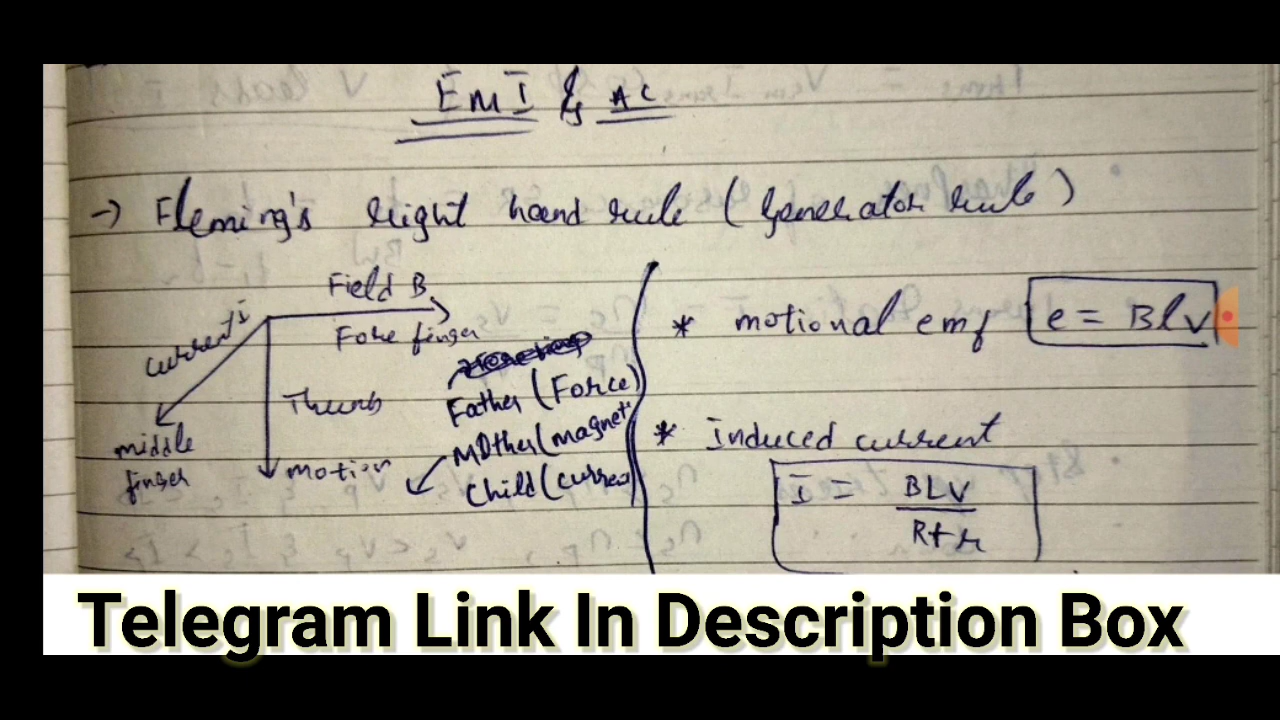 EMI & AC
→ Fleming's Right hand rule (Generator rule)
Field B
Fore finger
current i
middle
finger
Thumb
motion
Father (Force)
MOther (magnet
Child (curren
* motional emf e = Blv
* Induced current
I = BLV
R+r
Telegram Link In Description Box